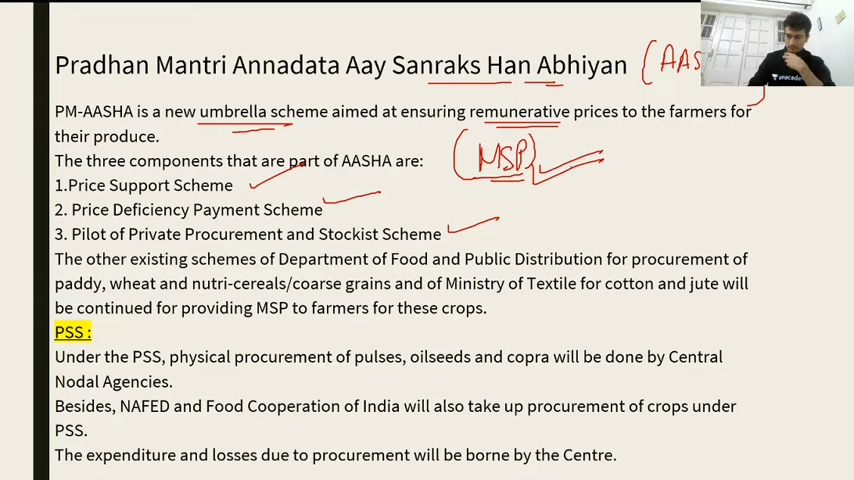 Pradhan Mantri Annadata Aay Sanraks Han Abhiyan (AAS
unacade
PM-AASHA is a new umbrella scheme aimed at ensuring remunerative prices to the farmers for
their produce.
The three components that are part of AASHA are: (MSP)
1.Price Support Scheme
2. Price Deficiency Payment Scheme
3. Pilot of Private Procurement and Stockist Scheme
The other existing schemes of Department of Food and Public Distribution for procurement of
paddy, wheat and nutri-cereals/coarse grains and of Ministry of Textile for cotton and jute will
be continued for providing MSP to farmers for these crops.
PSS :
Under the PSS, physical procurement of pulses, oilseeds and copra will be done by Central
Nodal Agencies.
Besides, NAFED and Food Cooperation of India will also take up procurement of crops under
PSS.
The expenditure and losses due to procurement will be borne by the Centre.